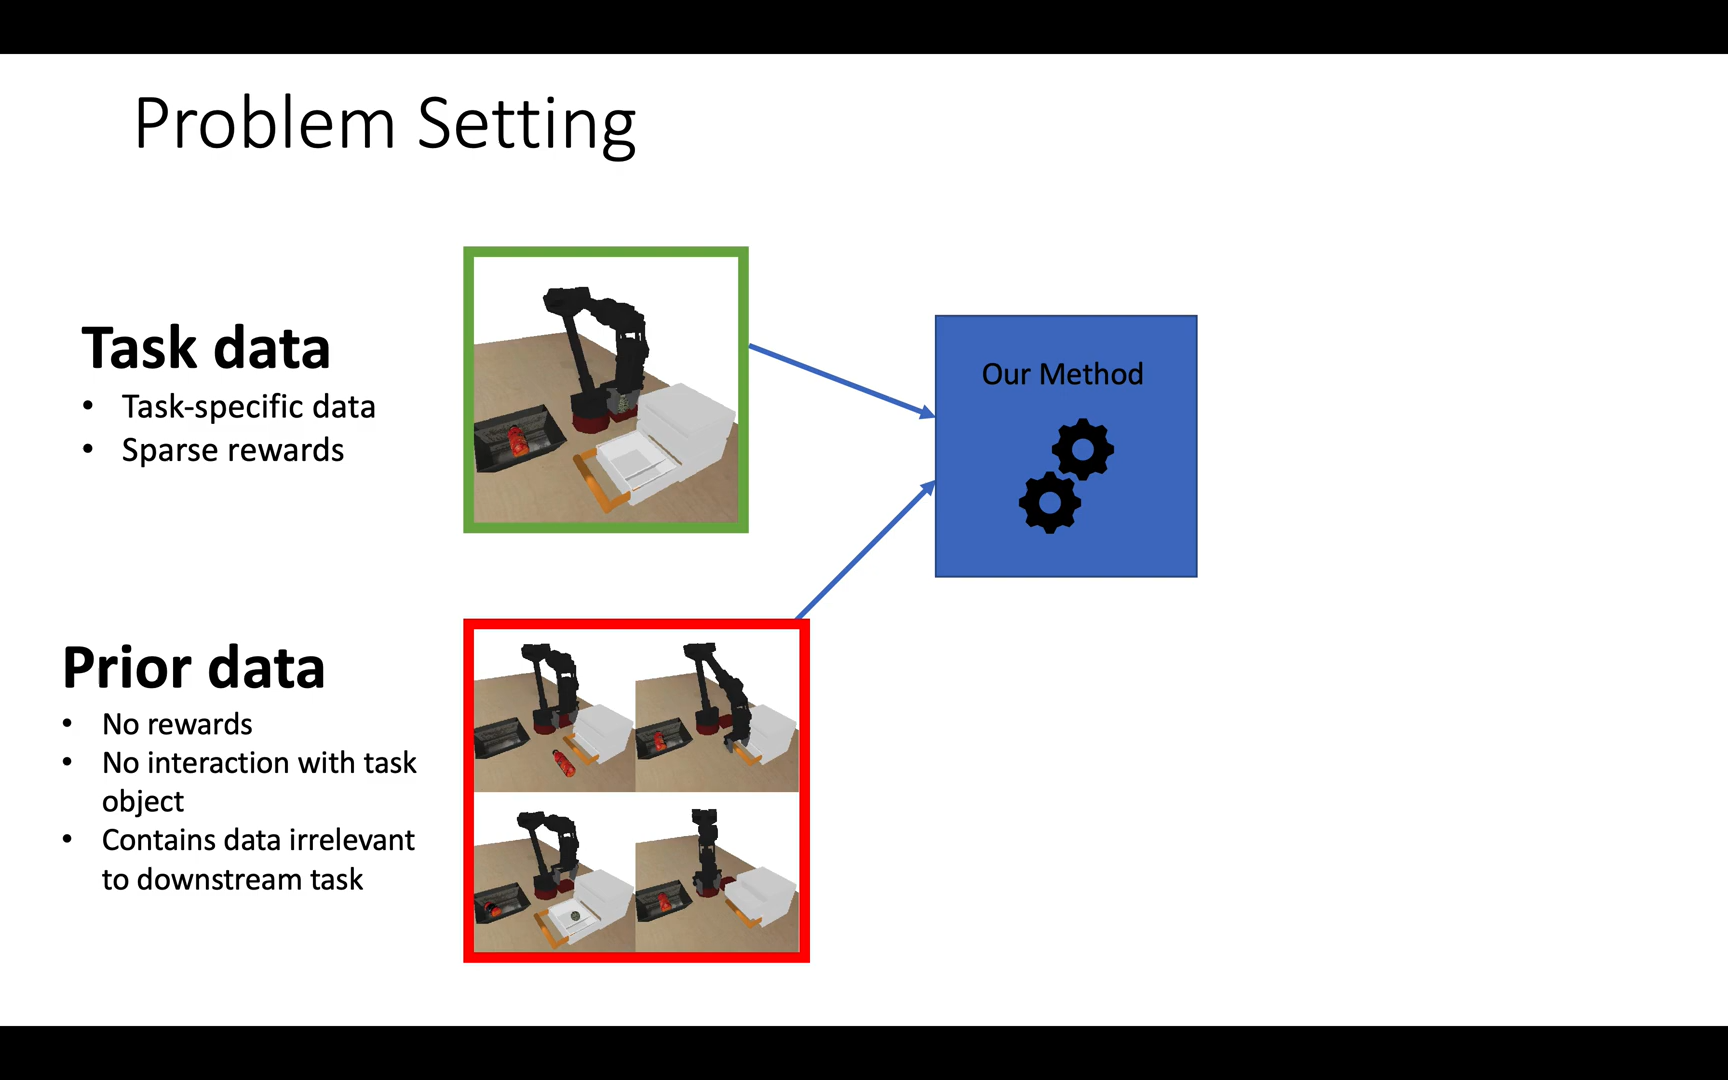 Problem Setting
Task data
• Task-specific data
• Sparse rewards
Our Method
Prior data
• No rewards
• No interaction with task
object
• Contains data irrelevant
to downstream task